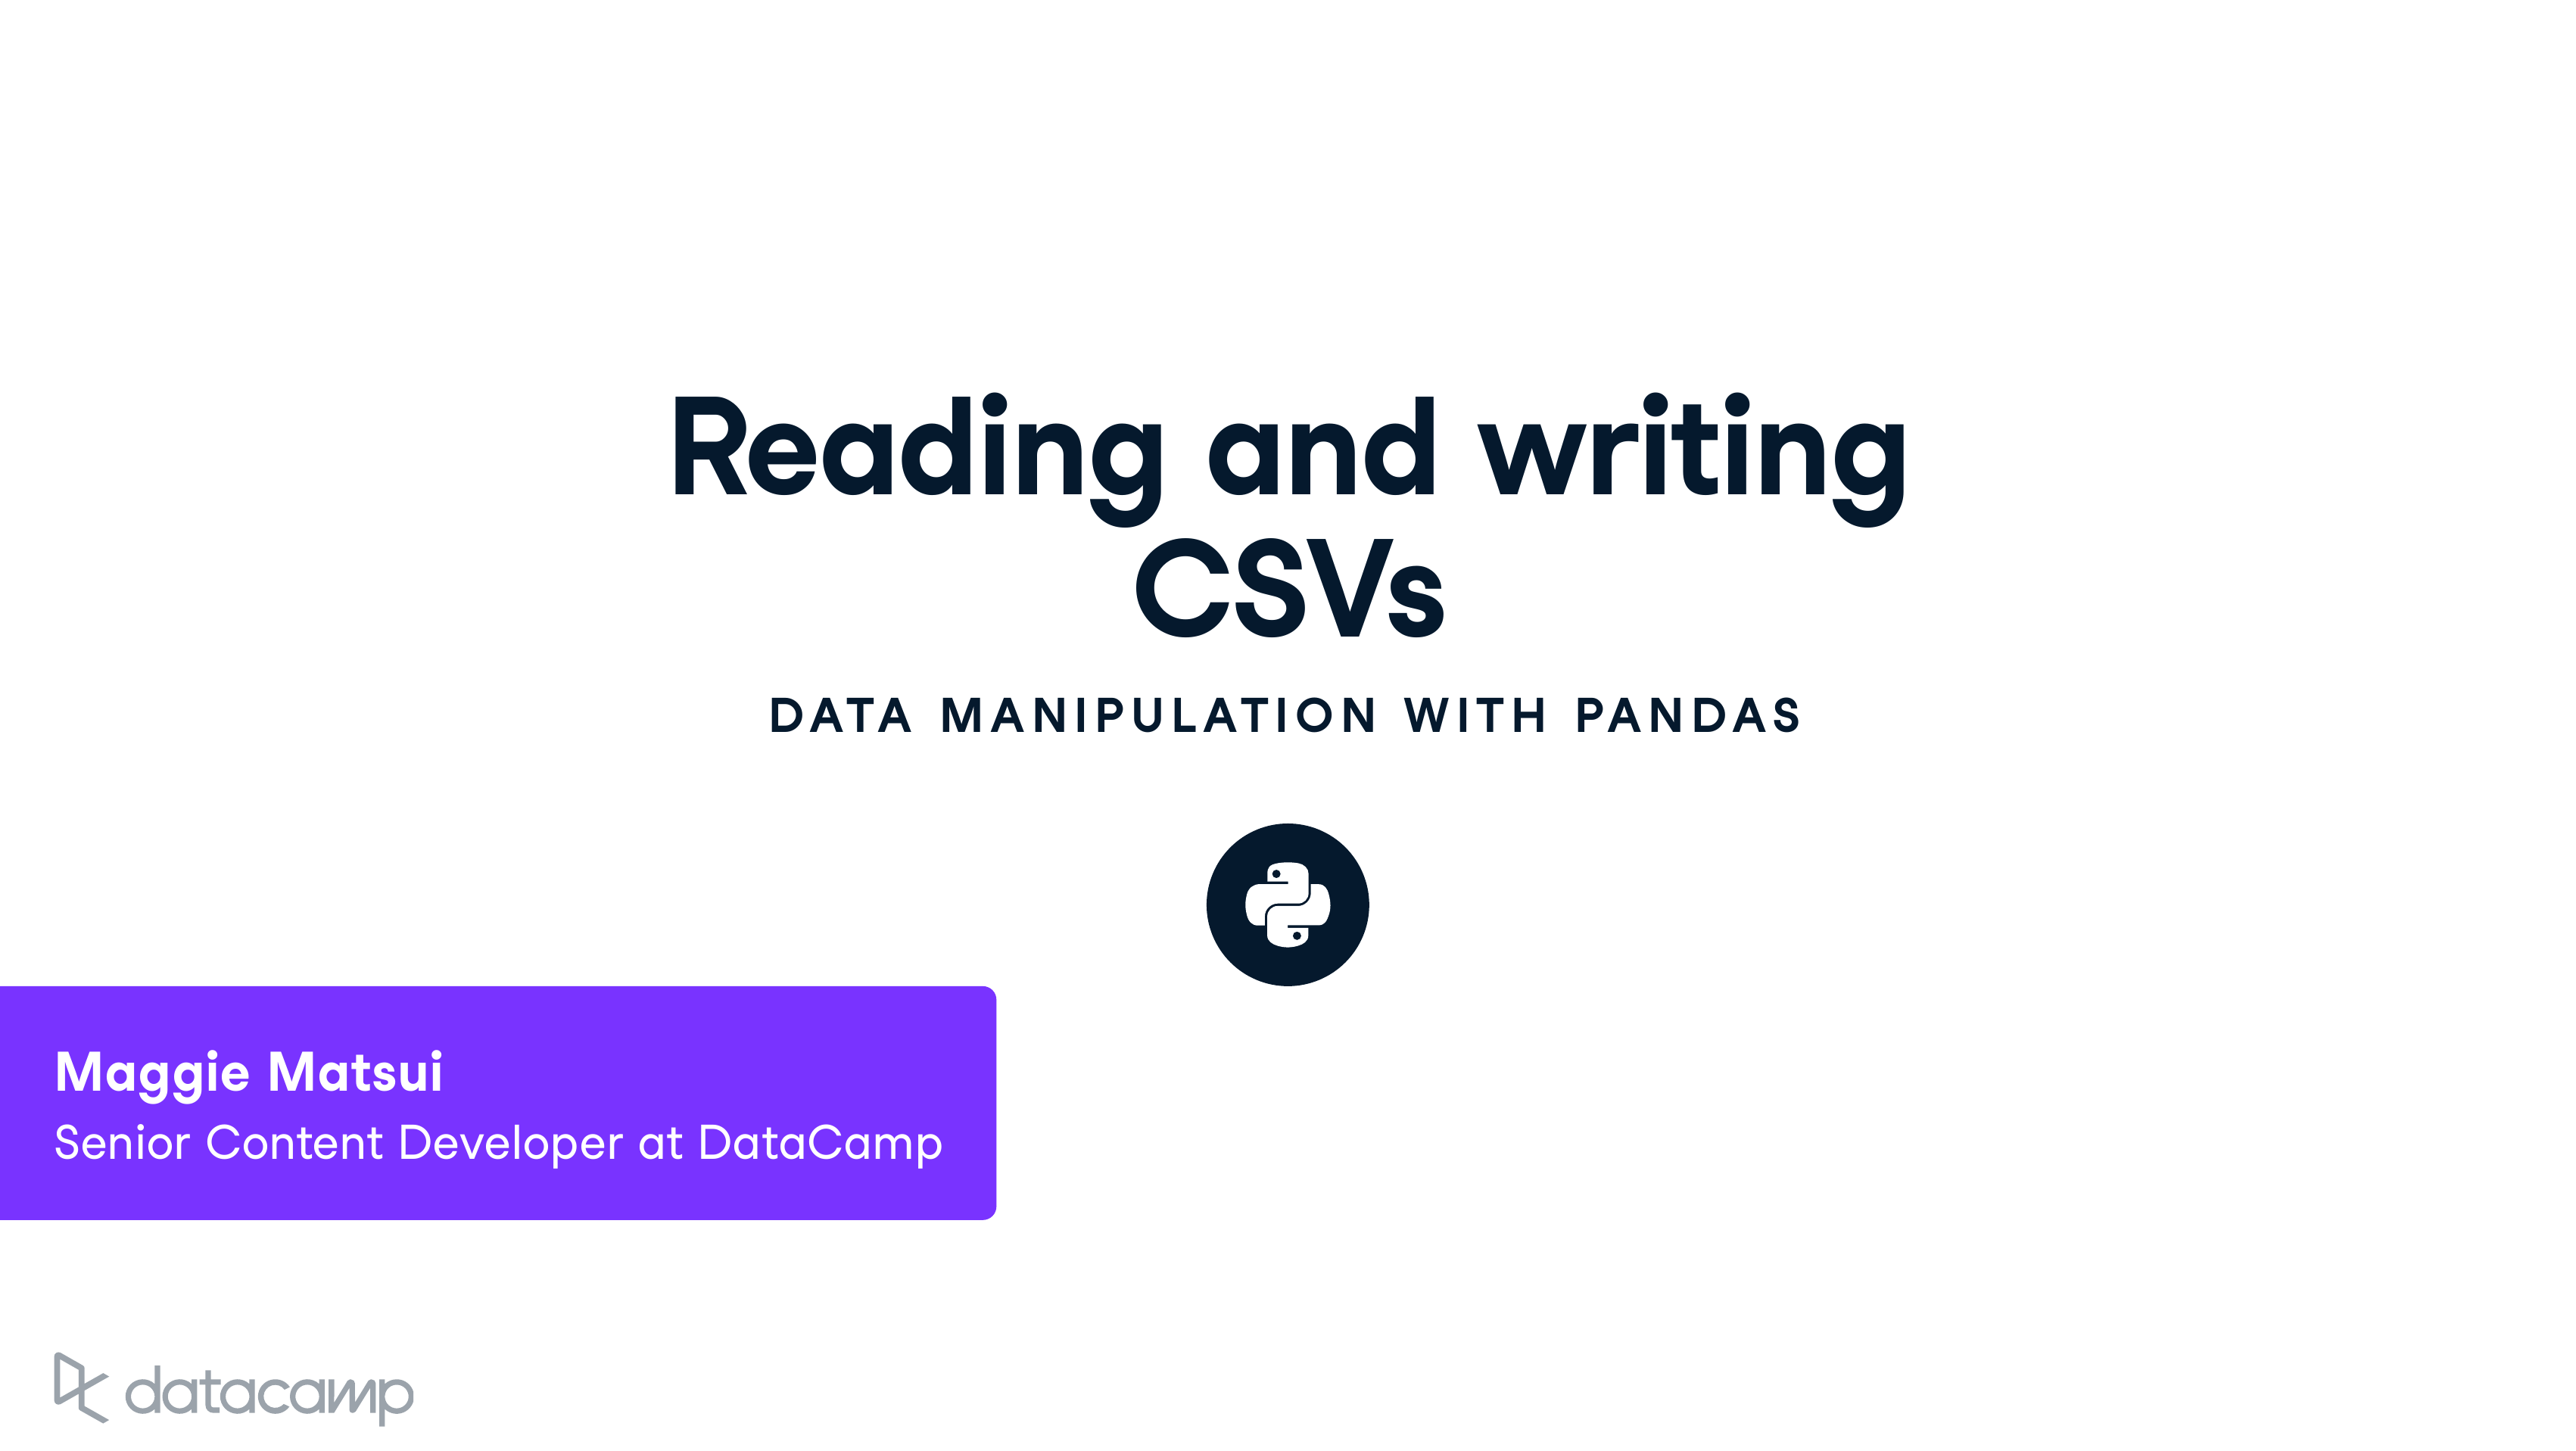 Reading and writing
CSVs
DATA MANIPULATION WITH PANDAS
Maggie Matsui
Senior Content Developer at DataCamp
datacamp